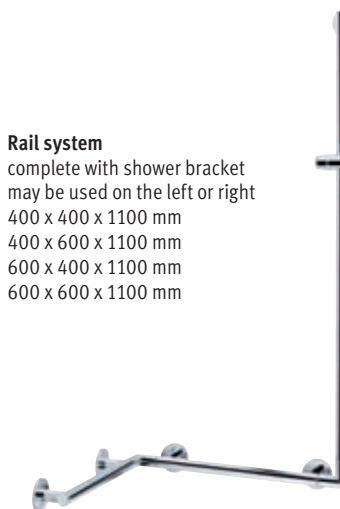 Rail system
complete with shower bracket
may be used on the left or right
400 x 400 x 1100 mm
400 x 600 x 1100 mm
600 x 400 x 1100 mm
600 x 600 x 1100 mm